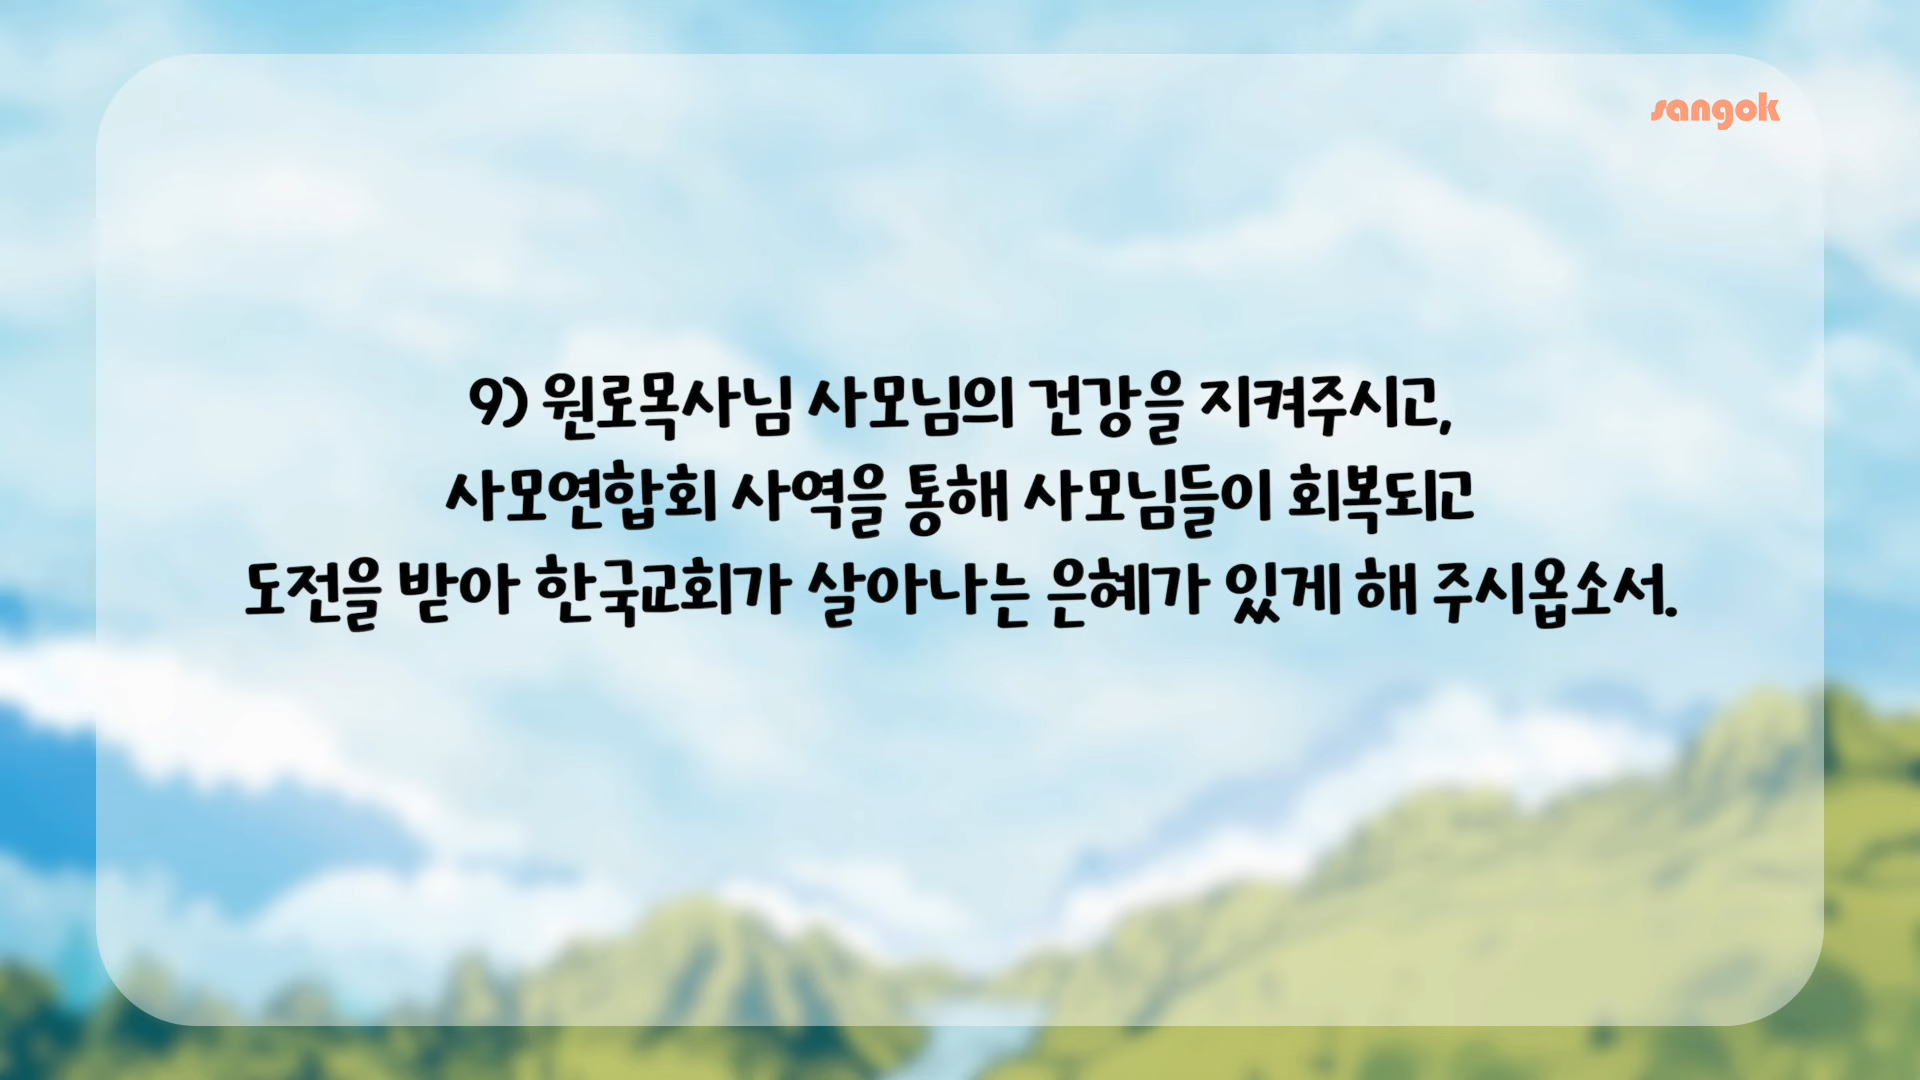 sangok
9) 원로목사님 사모님의 건강을 지켜주시고,
사모연합회 사역을 통해 사모님들이 회복되고
도전을 받아 한국교회가 살아나는 은혜가 있게 해 주시옵소서.